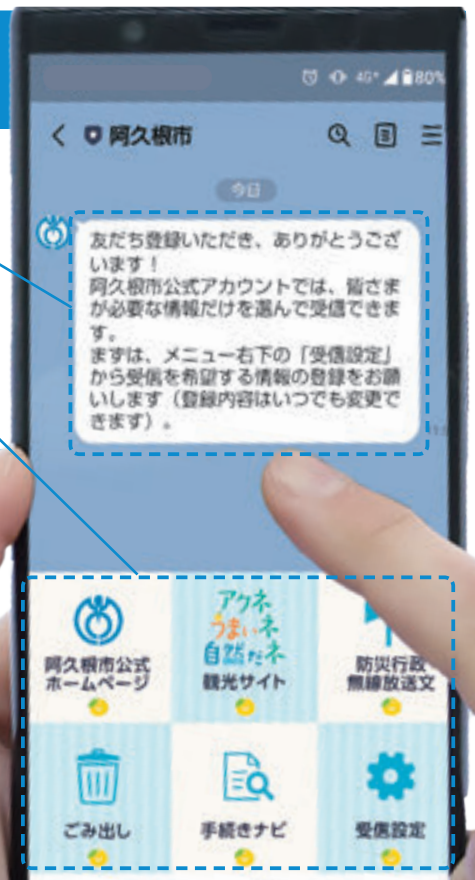 4G+ 80%
阿久根市
今日
友だち登録いただき、ありがとうござ
います！
阿久根市公式アカウントでは、皆さま
が必要な情報だけを選んで受信できま
す。
まずは、メニュー右下の「受信設定」
から受信を希望する情報の登録をお願
いします（登録内容はいつでも変更で
きます）。
阿久根市公式
ホームページ
アクネ
うまいネ
自然だネ
観光サイト
防災行政
無線放送文
ごみ出し
手続きナビ
受信設定